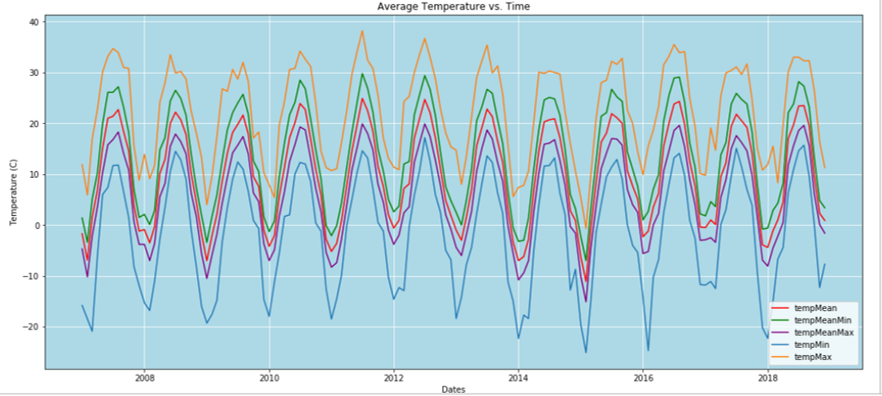 Average Temperature vs. Time
40
30
20
10
0
−10
−20
Temperature (C)
2008 2010 2012 2014 2016 2018
Dates
tempMean
tempMeanMin
tempMeanMax
tempMin
tempMax